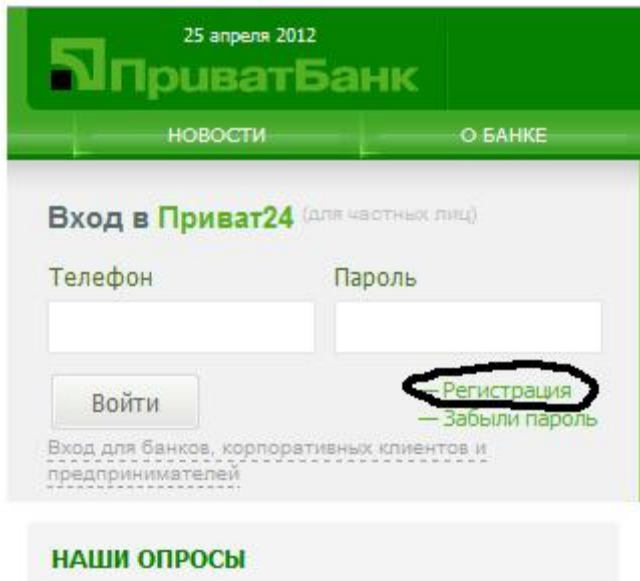 25 апреля 2012
ПриватБанк
НОВОСТИ О БАНКЕ
Вход в Приват24 (для частных лиц)
Телефон Пароль
Войти
— Регистрация
— Забыли пароль
Вход для банков, корпоративных клиентов и
предпринимателей
НАШИ ОПРОСЫ